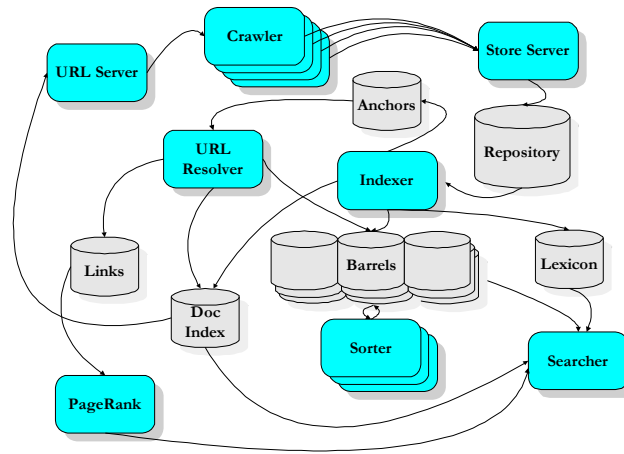 Crawler
URL Server
Store Server
Anchors
URL
Resolver
Repository
Indexer
Links
Barrels
Lexicon
Doc
Index
Sorter
Searcher
PageRank